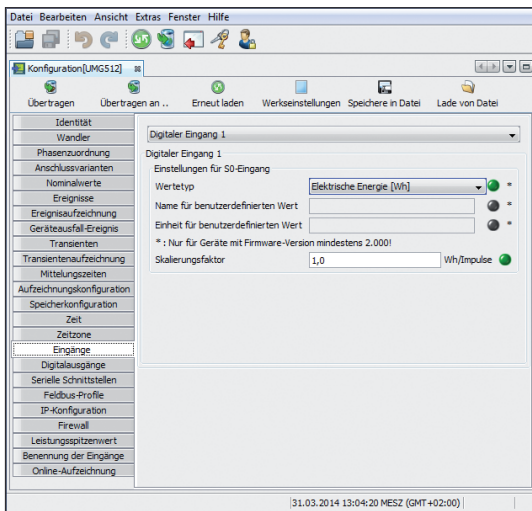 Datei Bearbeiten Ansicht Extras Fenster Hilfe
Konfiguration[UMG512]
Übertragen Übertragen an .. Erneut laden Werkseinstellungen Speichere in Datei Lade von Datei
Identität
Wandler
Phasenzuordnung
Anschlussvarianten
Nominalwerte
Ereignisse
Ereignisaufzeichnung
Geräteausfall-Ereignis
Transienten
Transientenaufzeichnung
Mittelungszeiten
Aufzeichnungskonfiguration
Speicherkonfiguration
Zeit
Zeitzone
Eingänge
Digitalausgänge
Serielle Schnittstellen
Feldbus-Profile
IP-Konfiguration
Firewall
Leistungsspitzenwert
Benennung der Eingänge
Online-Aufzeichnung
Digitaler Eingang 1
Digitaler Eingang 1
Einstellungen für S0-Eingang
Wertetyp Elektrische Energie [Wh] *
Name für benutzerdefinierten Wert *
Einheit für benutzerdefinierten Wert *
* : Nur für Geräte mit Firmware-Version mindestens 2.000!
Skalierungsfaktor 1,0 Wh/Impulse
31.03.2014 13:04:20 MESZ (GMT+02:00)